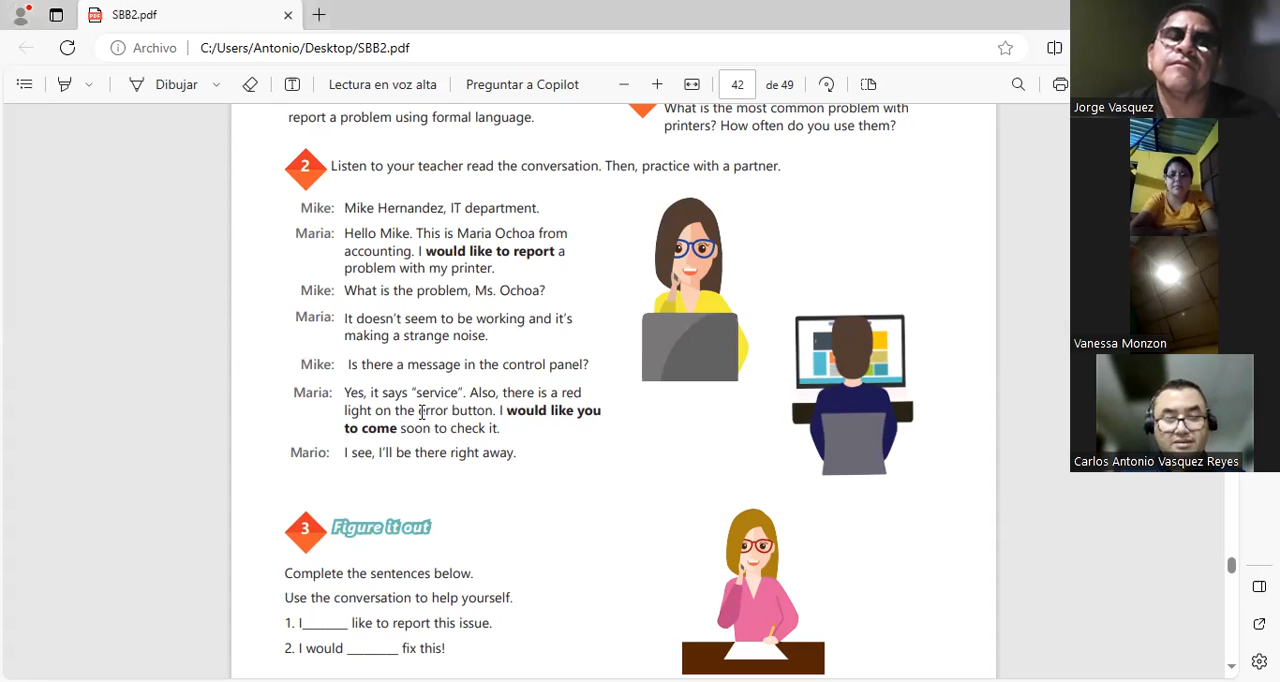 SBB2.pdf
Archivo
C:/Users/Antonio/Desktop/SBB2.pdf
Dibujar
Lectura en voz alta
Preguntar a Copilot
42
de 49
report a problem using formal language.
What is the most common problem with
printers? How often do you use them?
2
Listen to your teacher read the conversation. Then, practice with a partner.
Mike: Mike Hernandez, IT department.
Maria: Hello Mike. This is Maria Ochoa from
accounting. I would like to report a
problem with my printer.
Mike: What is the problem, Ms. Ochoa?
Maria: It doesn't seem to be working and it's
making a strange noise.
Mike: Is there a message in the control panel?
Maria: Yes, it says “service”. Also, there is a red
light on the error button. I would like you
to come soon to check it.
Mario: I see, I'll be there right away.
3
Figure it out
Complete the sentences below.
Use the conversation to help yourself.
1. I_______ like to report this issue.
2. I would ________ fix this!
Jorge Vasquez
Vanessa Monzon
Carlos Antonio Vasquez Reyes